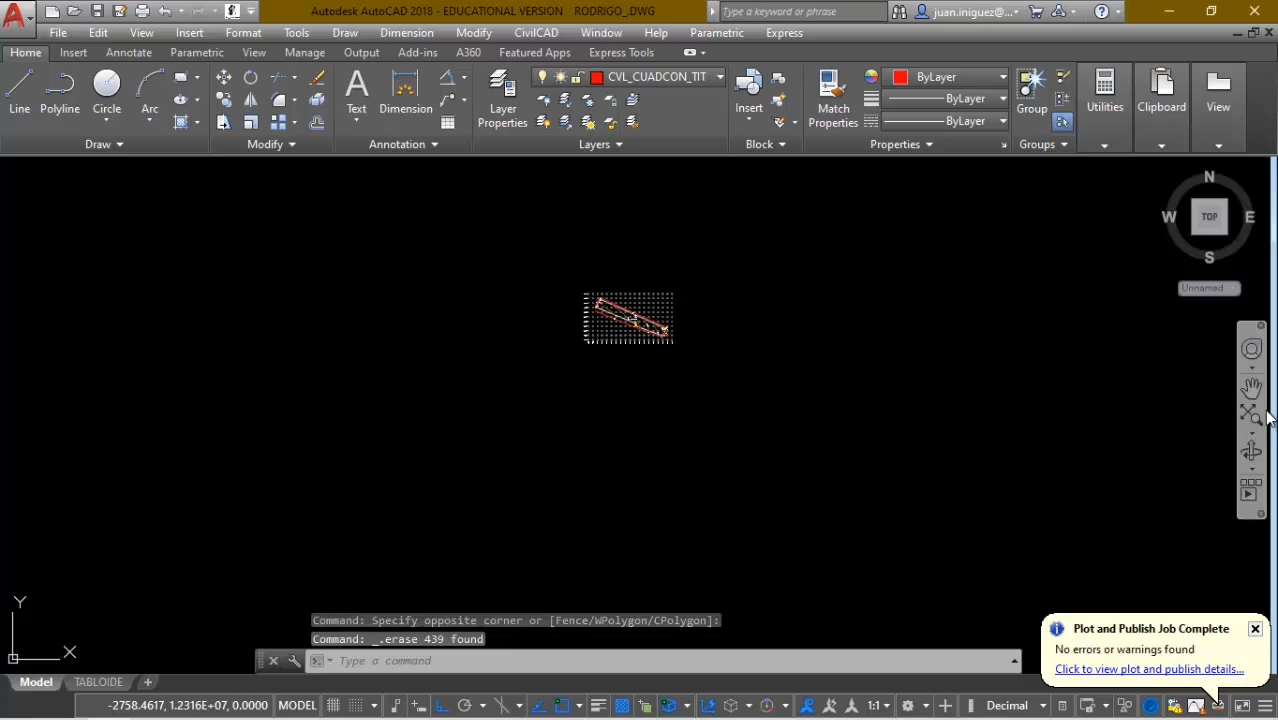 Autodesk AutoCAD 2018 - EDUCATIONAL VERSION RODRIGO_.DWG
Type a keyword or phrase
juan.iniguez@...
File Edit View Insert Format Tools Draw Dimension Modify CivilCAD Window Help Parametric Express
Home Insert Annotate Parametric View Manage Output Add-ins A360 Featured Apps Express Tools
Line Polyline Circle Arc
Draw
Modify
Text Dimension
Annotation
Layer Properties
CVL_CUADCON_TIT
Layers
Insert
Block
Match Properties
ByLayer
ByLayer
ByLayer
Properties
Group
Groups
Utilities
Clipboard
View
N
W TOP E
S
Unnamed
Y
X
Command: Specify opposite corner or [Fence/WPolygon/CPolygon]:
Command: _.erase 439 found
Type a command
Plot and Publish Job Complete
No errors or warnings found
Click to view plot and publish details...
Model TABLOIDE +
-2758.4617, 1.2316E+07, 0.0000 MODEL
1:1
Decimal